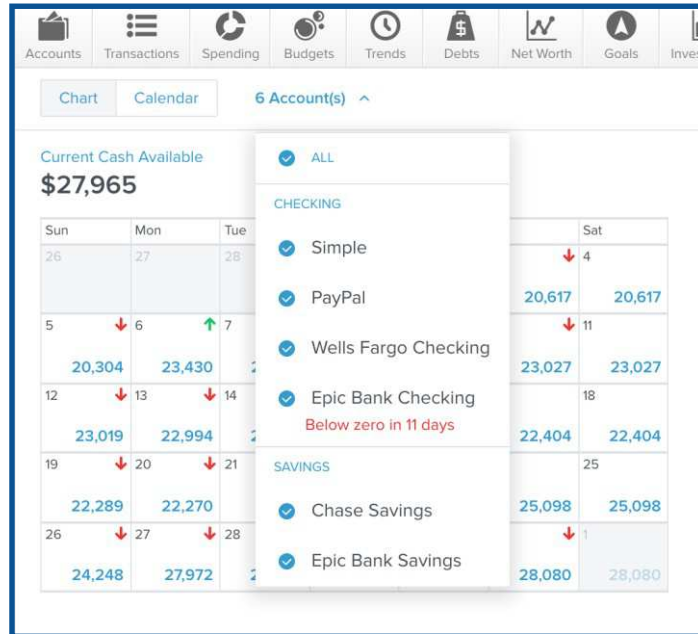 Accounts Transactions Spending Budgets Trends Debts Net Worth Goals Inves
Chart Calendar 6 Account(s)
Current Cash Available
$27,965
ALL
CHECKING
Simple
PayPal
Wells Fargo Checking
Epic Bank Checking
Below zero in 11 days
SAVINGS
Chase Savings
Epic Bank Savings
Sun Mon Tue Sat
26 27 28 4
20,617 20,617
5 6 7 11
20,304 23,430 2 23,027 23,027
12 13 14 18
23,019 22,994 2 22,404 22,404
19 20 21 25
22,289 22,270 25,098 25,098
26 27 28 1
24,248 27,972 2 28,080 28,080